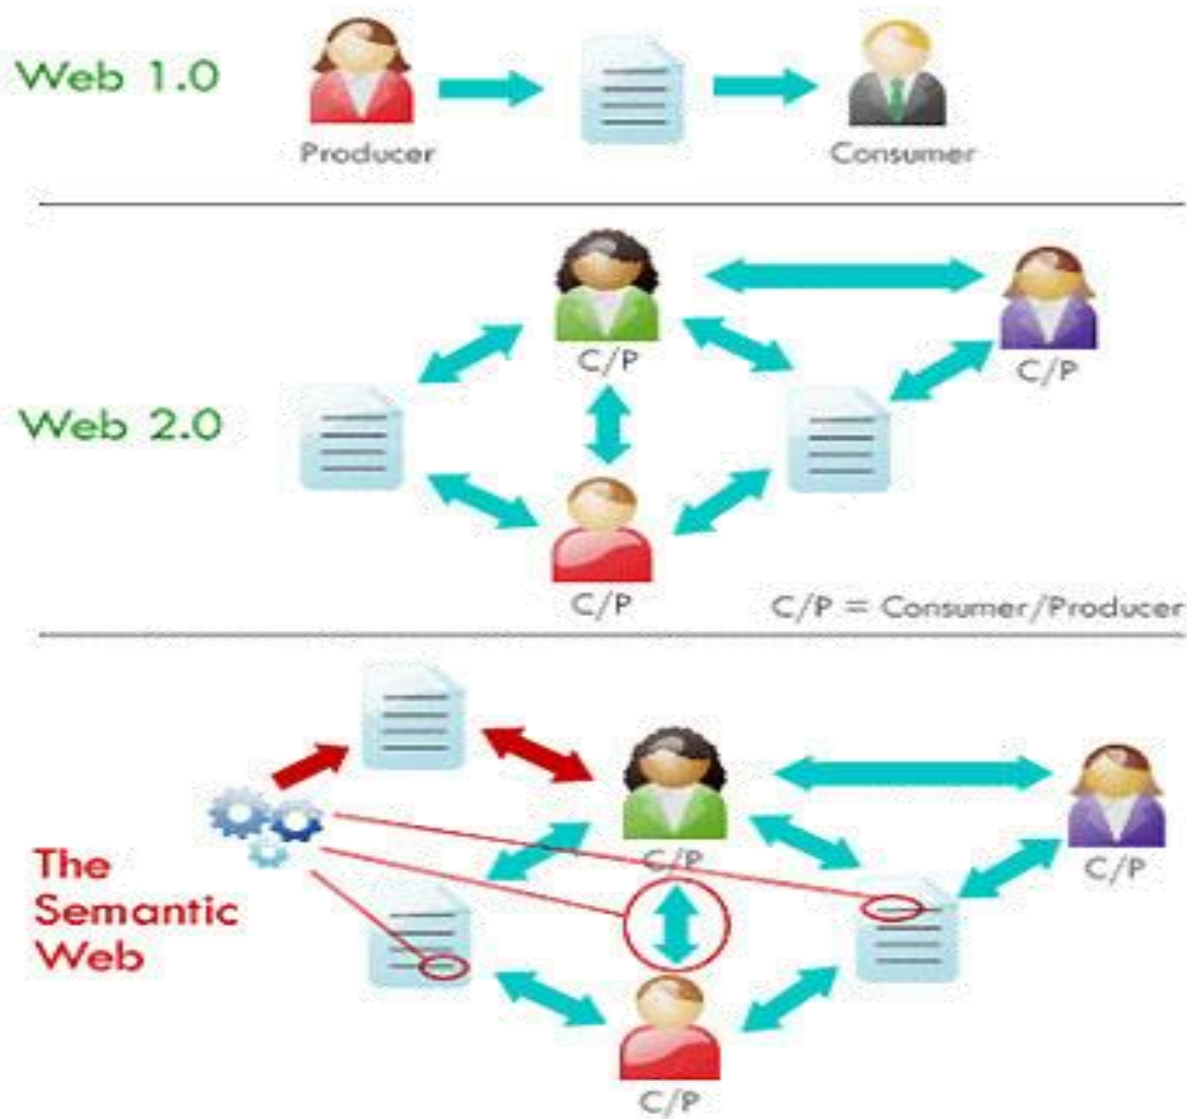 Web 1.0
Producer
Consumer
C/P
C/P
Web 2.0
C/P
C/P = Consumer/Producer
C/P
C/P
The
Semantic
Web
C/P